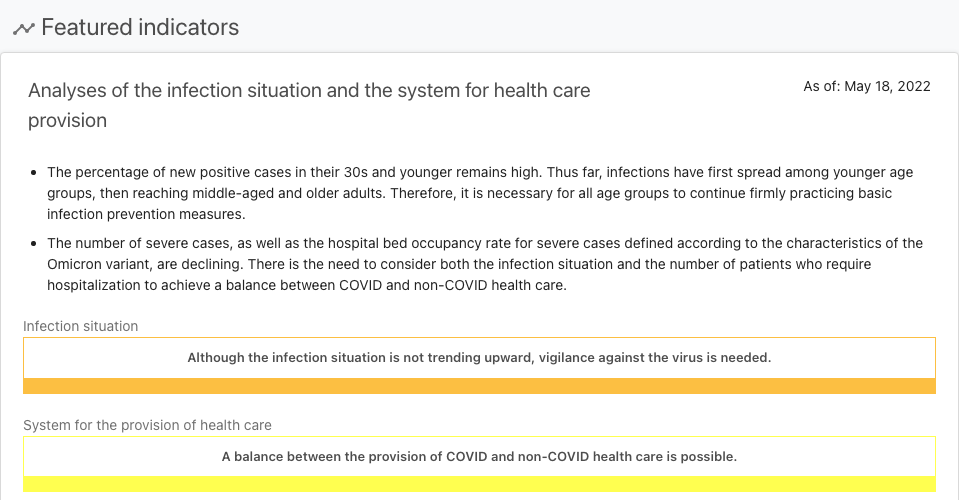 Featured indicators
Analyses of the infection situation and the system for health care
provision
As of: May 18, 2022
The percentage of new positive cases in their 30s and younger remains high. Thus far, infections have first spread among younger age
groups, then reaching middle-aged and older adults. Therefore, it is necessary for all age groups to continue firmly practicing basic
infection prevention measures.
The number of severe cases, as well as the hospital bed occupancy rate for severe cases defined according to the characteristics of the
Omicron variant, are declining. There is the need to consider both the infection situation and the number of patients who require
hospitalization to achieve a balance between COVID and non-COVID health care.
Infection situation
Although the infection situation is not trending upward, vigilance against the virus is needed.
System for the provision of health care
A balance between the provision of COVID and non-COVID health care is possible.